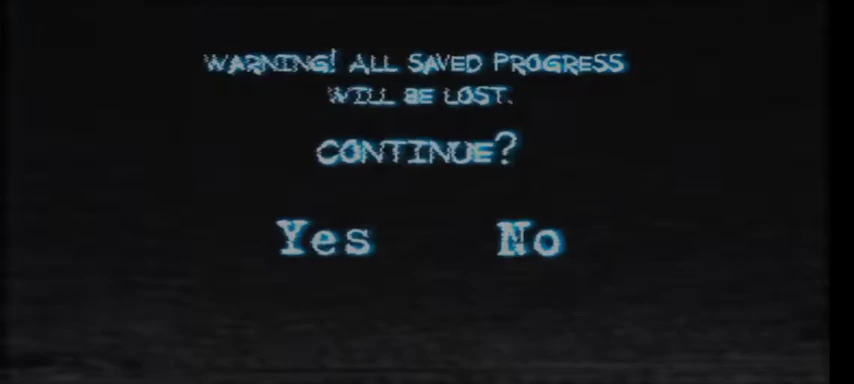 WARNING! ALL SAVED PROGRESS
WILL BE LOST.
CONTINUE?
Yes No